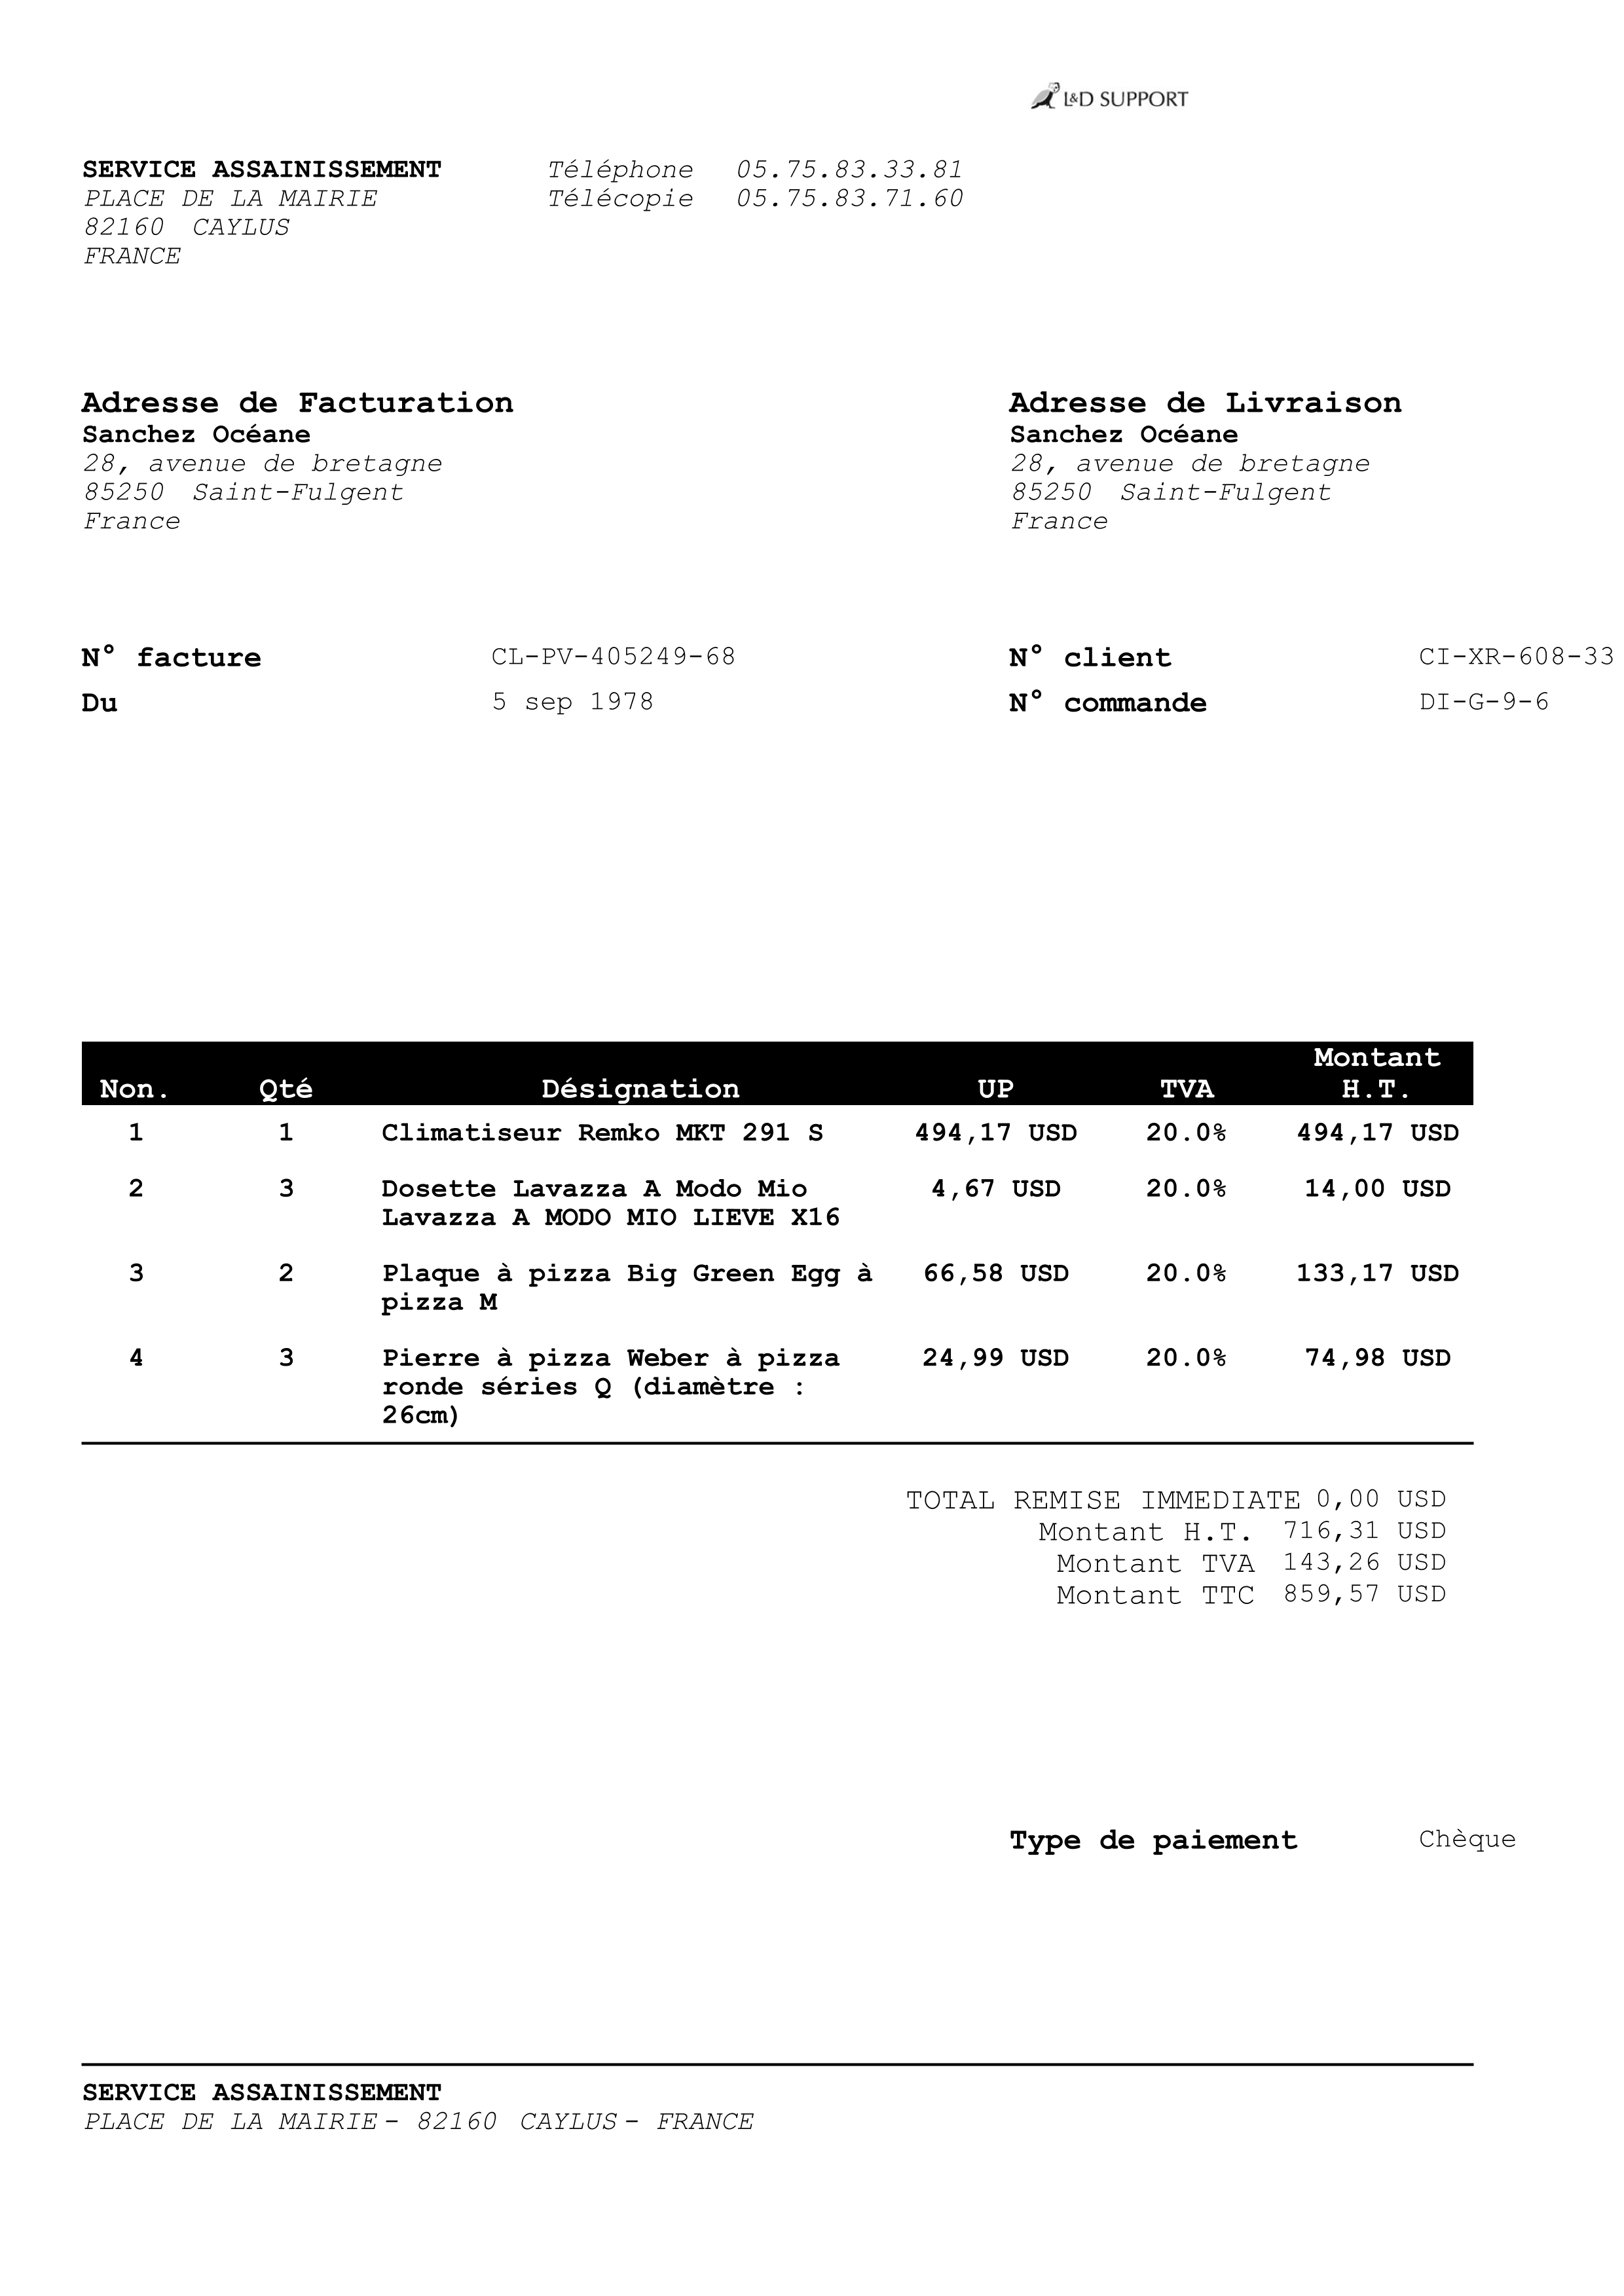 L&D SUPPORT
SERVICE ASSAINISSEMENT Téléphone 05.75.83.33.81
PLACE DE LA MAIRIE Télécopie 05.75.83.71.60
82160 CAYLUS
FRANCE
Adresse de Facturation Adresse de Livraison
Sanchez Océane Sanchez Océane
28, avenue de bretagne 28, avenue de bretagne
85250 Saint-Fulgent 85250 Saint-Fulgent
France France
N° facture CL-PV-405249-68 N° client CI-XR-608-33
Du 5 sep 1978 N° commande DI-G-9-6
Montant
Non. Qté Désignation UP TVA H.T.
1 1 Climatiseur Remko MKT 291 S 494,17 USD 20.0% 494,17 USD
2 3 Dosette Lavazza A Modo Mio 4,67 USD 20.0% 14,00 USD
Lavazza A MODO MIO LIEVE X16
3 2 Plaque à pizza Big Green Egg à 66,58 USD 20.0% 133,17 USD
pizza M
4 3 Pierre à pizza Weber à pizza 24,99 USD 20.0% 74,98 USD
ronde séries Q (diamètre :
26cm)
TOTAL REMISE IMMEDIATE 0,00 USD
Montant H.T. 716,31 USD
Montant TVA 143,26 USD
Montant TTC 859,57 USD
Type de paiement Chèque
SERVICE ASSAINISSEMENT
PLACE DE LA MAIRIE - 82160 CAYLUS - FRANCE